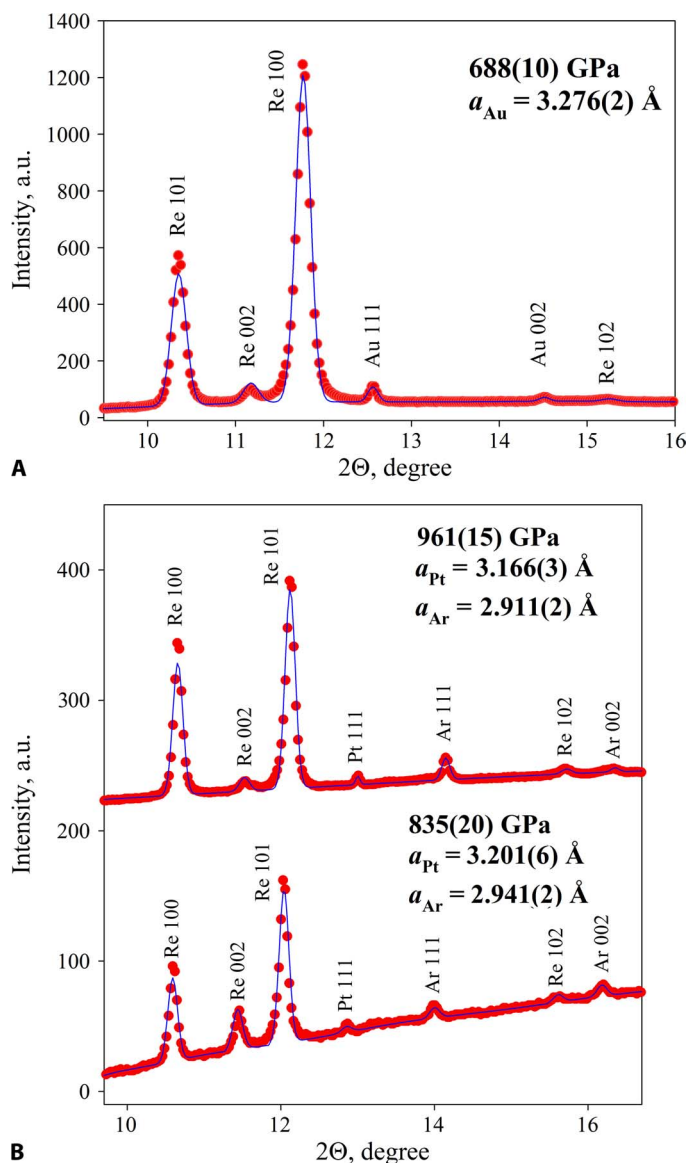 1400
1200
1000
800
600
400
200
0
Intensity, a.u.
Re 101
Re 002
Re 100
Au 111
Au 002
Re 102
688(10) GPa
aAu = 3.276(2) Å
10 11 12 13 14 15 16
2Θ, degree
A
400
300
200
100
0
Intensity, a.u.
961(15) GPa
aPt = 3.166(3) Å
aAr = 2.911(2) Å
Re 100
Re 002
Re 101
Pt 111
Ar 111
Re 102
Ar 002
835(20) GPa
aPt = 3.201(6) Å
aAr = 2.941(2) Å
Re 100
Re 002
Re 101
Pt 111
Ar 111
Re 102
Ar 002
10 12 14 16
2Θ, degree
B